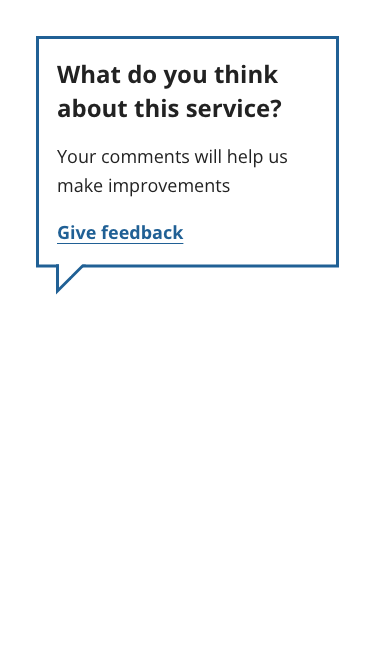 What do you think
about this service?
Your comments will help us
make improvements
Give feedback